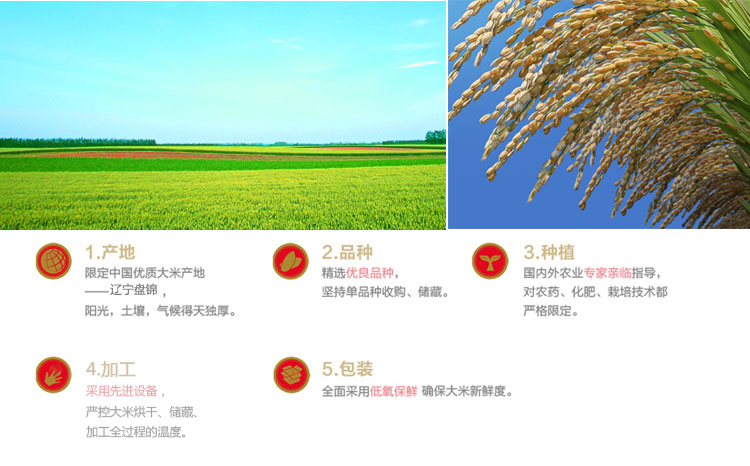 1.产地
限定中国优质大米产地
——辽宁盘锦，
阳光，土壤，气候得天独厚。
2.品种
精选优良品种，
坚持单品种收购、储藏。
3.种植
国内外农业专家亲临指导，
对农药、化肥、栽培技术都
严格限定。
4.加工
采用先进设备，
严控大米烘干、储藏、
加工全过程的温度。
5.包装
全面采用低氧保鲜 确保大米新鲜度。